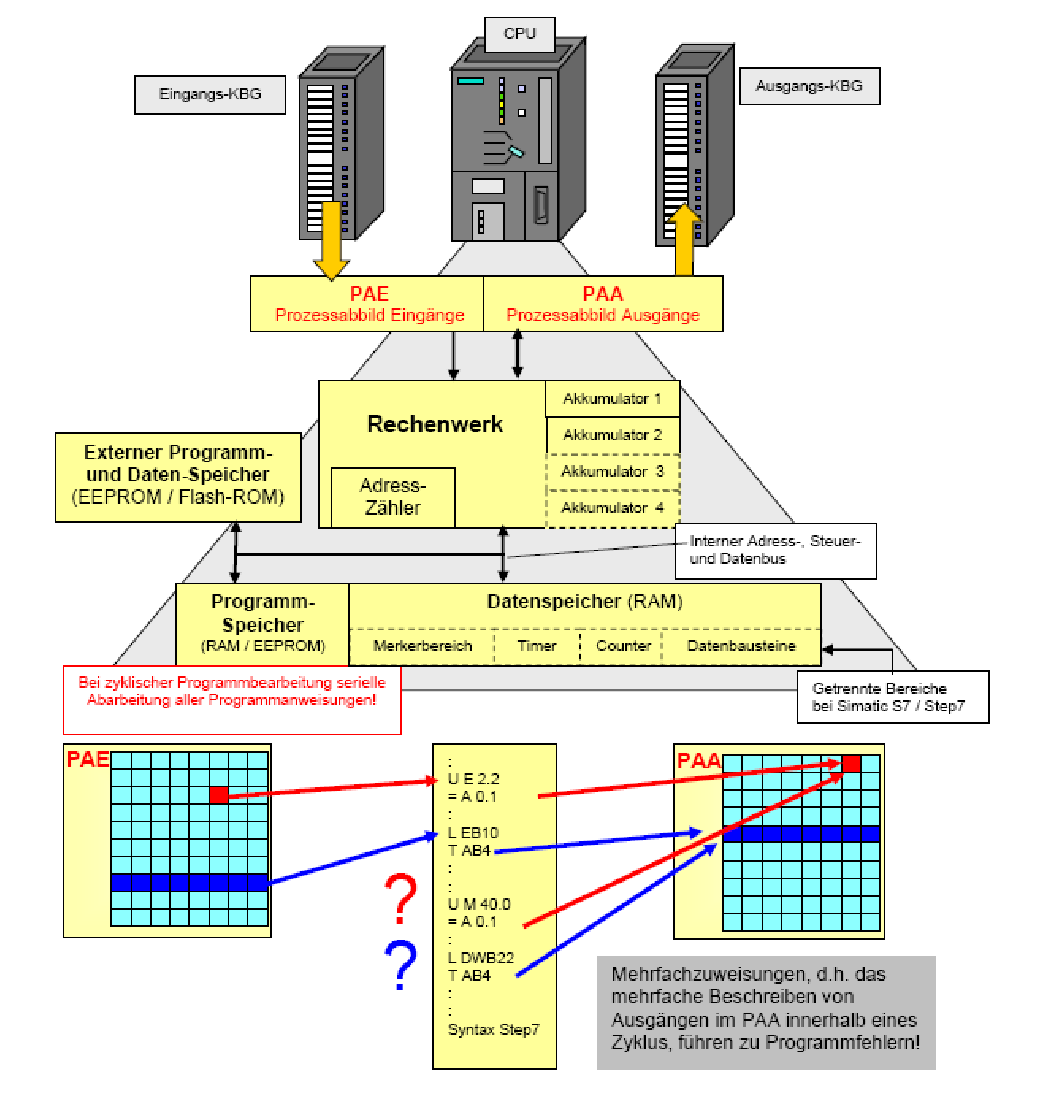 CPU
Eingangs-KBG
Ausgangs-KBG
PAE
Prozessabbild Eingänge
PAA
Prozessabbild Ausgänge
Rechenwerk
Adress-
Zähler
Akkumulator 1
Akkumulator 2
Akkumulator 3
Akkumulator 4
Externer Programm-
und Daten-Speicher
(EEPROM / Flash-ROM)
Interner Adress-, Steuer-
und Datenbus
Programm-
Speicher
(RAM / EEPROM)
Datenspeicher (RAM)
Merkerbereich
Timer
Counter
Datenbausteine
Bei zyklischer Programmbearbeitung serielle
Abarbeitung aller Programmanweisungen!
Getrennte Bereiche
bei Simatic S7 / Step7
PAE
:
U E 2.2
= A 0.1
:
L EB10
T AB4
:
:
U M 40.0
= A 0.1
:
L DWB22
T AB4
:
:
Syntax Step7
?
?
PAA
Mehrfachzuweisungen, d.h. das
mehrfache Beschreiben von
Ausgängen im PAA innerhalb eines
Zyklus, führen zu Programmfehlern!